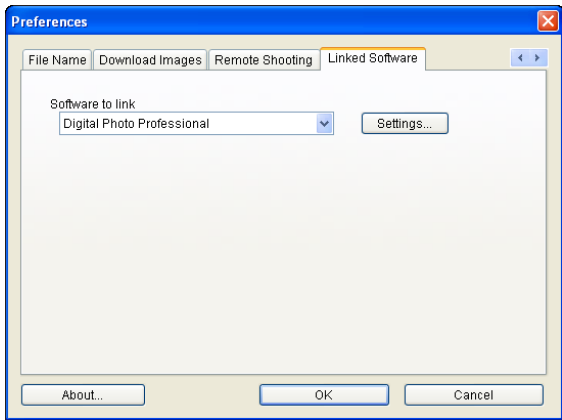 Preferences
File Name Download Images Remote Shooting Linked Software
Software to link
Digital Photo Professional Settings...
About... OK Cancel